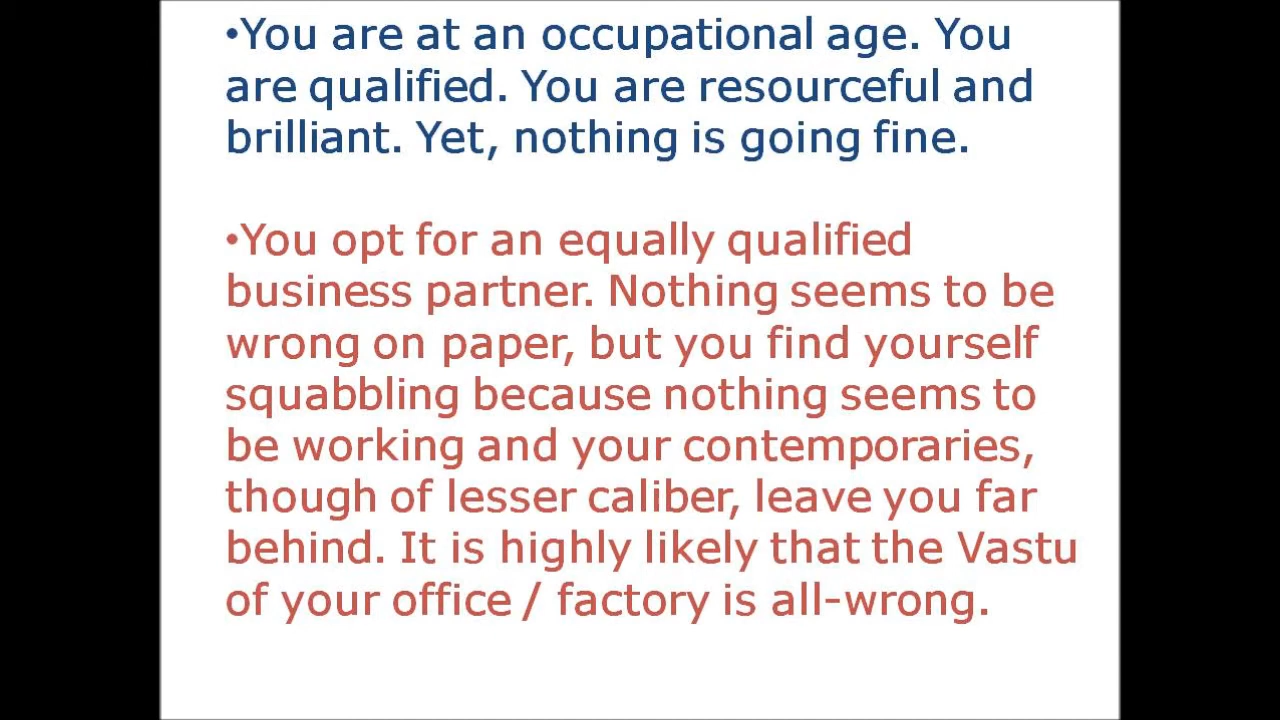 •You are at an occupational age. You
are qualified. You are resourceful and
brilliant. Yet, nothing is going fine.
•You opt for an equally qualified
business partner. Nothing seems to be
wrong on paper, but you find yourself
squabbling because nothing seems to
be working and your contemporaries,
though of lesser caliber, leave you far
behind. It is highly likely that the Vastu
of your office / factory is all-wrong.